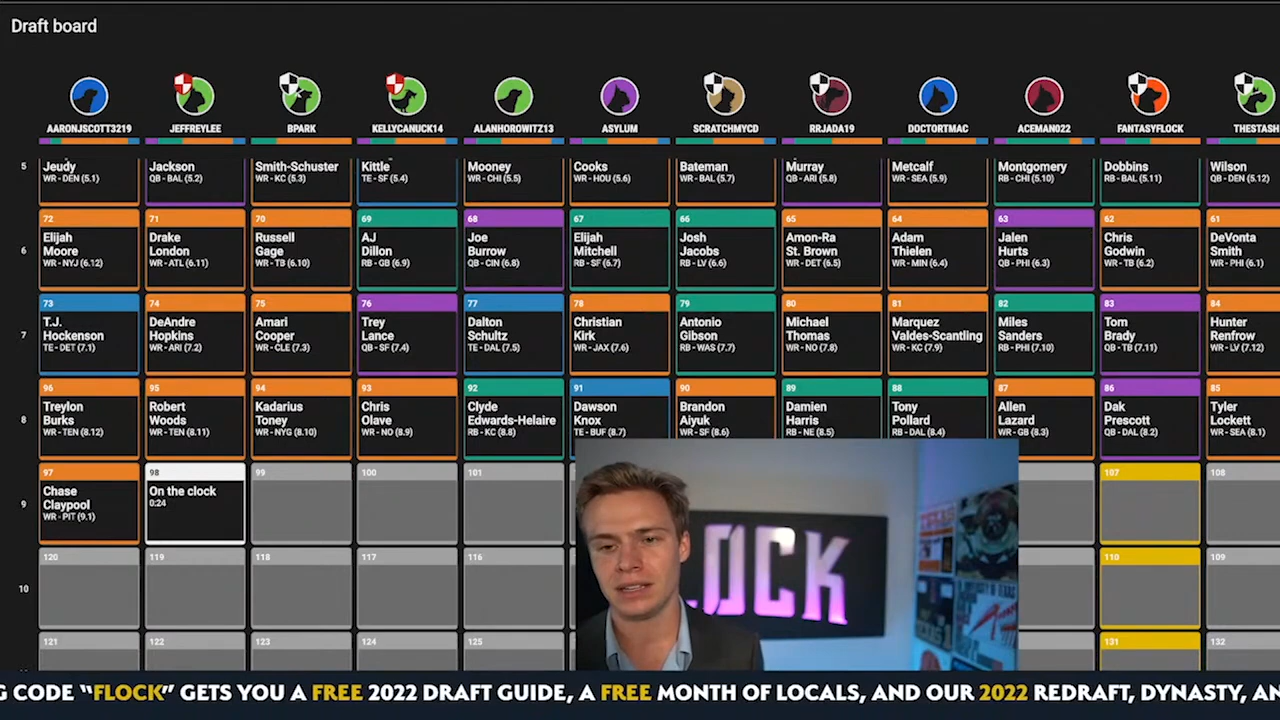 Draft board
AARONJSCOTT3219 JEFFREYLEE BPARK KELLYCANUCK14 ALANHOROWITZ13 ASYLUM SCRATCHMYCD RRJADA19 DOCTORTMAC ACEMAN022 FANTASYFLOCK THESTASH
5
Jeudy Jackson Smith-Schuster Kittle Mooney Cooks Bateman Murray Metcalf Montgomery Dobbins Wilson
WR - DEN (5.1) QB - BAL (5.2) WR - KC (5.3) TE - SF (5.4) WR - CHI (5.5) WR - HOU (5.6) WR - BAL (5.7) QB - ARI (5.8) WR - SEA (5.9) RB - CHI (5.10) RB - BAL (5.11) QB - DEN (5.12)
72 71 70 69 68 67 66 65 64 63 62 61
6
Elijah Drake Russell AJ Joe Elijah Josh Amon-Ra Adam Jalen Chris DeVonta
Moore London Gage Dillon Burrow Mitchell Jacobs St. Brown Thielen Hurts Godwin Smith
WR - NYJ (6.12) WR - ATL (6.11) WR - TB (6.10) RB - GB (6.9) QB - CIN (6.8) RB - SF (6.7) RB - LV (6.6) WR - DET (6.5) WR - MIN (6.4) QB - PHI (6.3) WR - TB (6.2) WR - PHI (6.1)
73 74 75 76 77 78 79 80 81 82 83 84
7
T.J. DeAndre Amari Trey Dalton Christian Antonio Michael Marquez Miles Tom Hunter
Hockenson Hopkins Cooper Lance Schultz Kirk Gibson Thomas Valdes-Scantling Sanders Brady Renfrow
TE - DET (7.1) WR - ARI (7.2) WR - CLE (7.3) QB - SF (7.4) TE - DAL (7.5) WR - JAX (7.6) RB - WAS (7.7) WR - NO (7.8) WR - KC (7.9) RB - PHI (7.10) QB - TB (7.11) WR - LV (7.12)
96 95 94 93 92 91 90 89 88 87 86 85
8
Treylon Robert Kadarius Chris Clyde Dawson Brandon Damien Tony Allen Dak Tyler
Burks Woods Toney Olave Edwards-Helaire Knox Aiyuk Harris Pollard Lazard Prescott Lockett
WR - TEN (8.12) WR - TEN (8.11) WR - NYG (8.10) WR - NO (8.9) RB - KC (8.8) TE - BUF (8.7) WR - SF (8.6) RB - NE (8.5) RB - DAL (8.4) WR - GB (8.3) QB - DAL (8.2) WR - SEA (8.1)
97 98 99 100 101 107 108
9
Chase On the clock
Claypool 0:24
WR - PIT (9.1)
LOCK
120 119 118 117 116 110 109
10
121 122 123 124 125 131 132
G CODE "FLOCK" GETS YOU A FREE 2022 DRAFT GUIDE, A FREE MONTH OF LOCALS, AND OUR 2022 REDRAFT, DYNASTY, AN